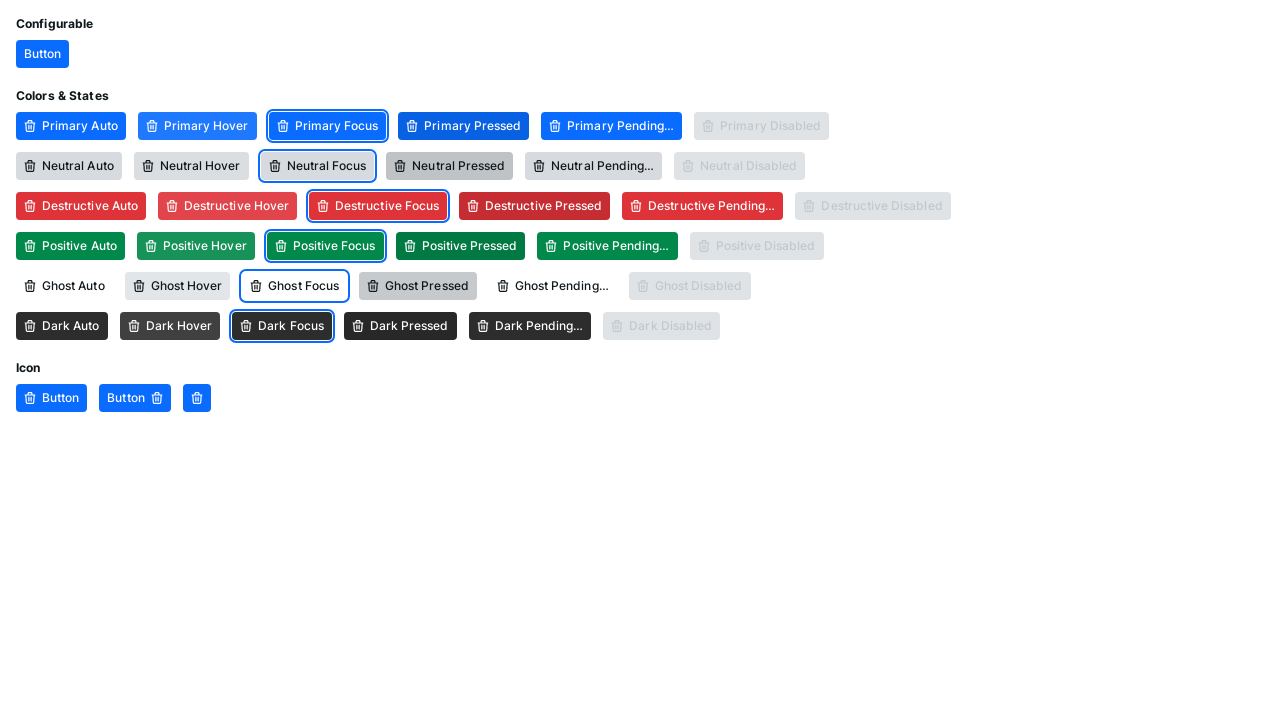 Configurable
Button
Colors & States
Primary Auto Primary Hover Primary Focus Primary Pressed Primary Pending... Primary Disabled
Neutral Auto Neutral Hover Neutral Focus Neutral Pressed Neutral Pending... Neutral Disabled
Destructive Auto Destructive Hover Destructive Focus Destructive Pressed Destructive Pending... Destructive Disabled
Positive Auto Positive Hover Positive Focus Positive Pressed Positive Pending... Positive Disabled
Ghost Auto Ghost Hover Ghost Focus Ghost Pressed Ghost Pending... Ghost Disabled
Dark Auto Dark Hover Dark Focus Dark Pressed Dark Pending... Dark Disabled
Icon
Button Button